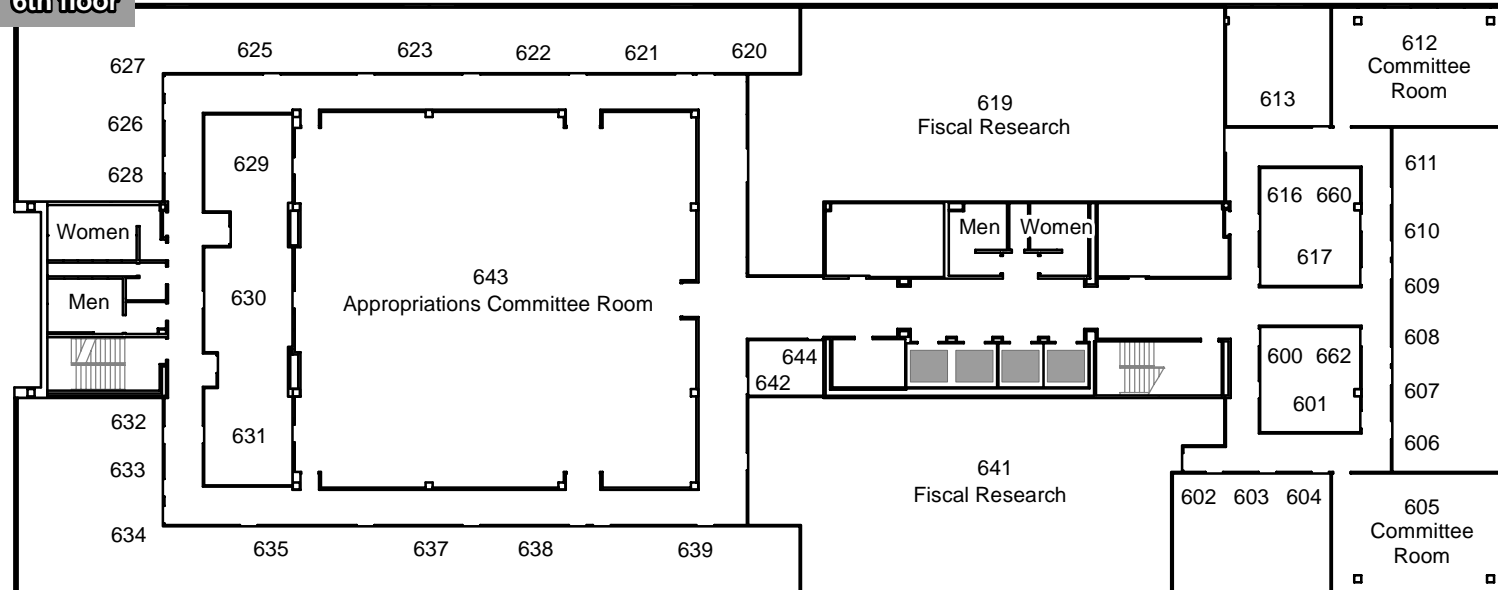 6th floor
625
623
622
621
620
627
626
628
629
Women
630
Men
631
632
633
634
635
637
638
639
643
Appropriations Committee Room
619
Fiscal Research
Men
Women
644
642
641
Fiscal Research
613
612
Committee
Room
616 660
617
611
610
609
608
607
606
600 662
601
602 603 604
605
Committee
Room